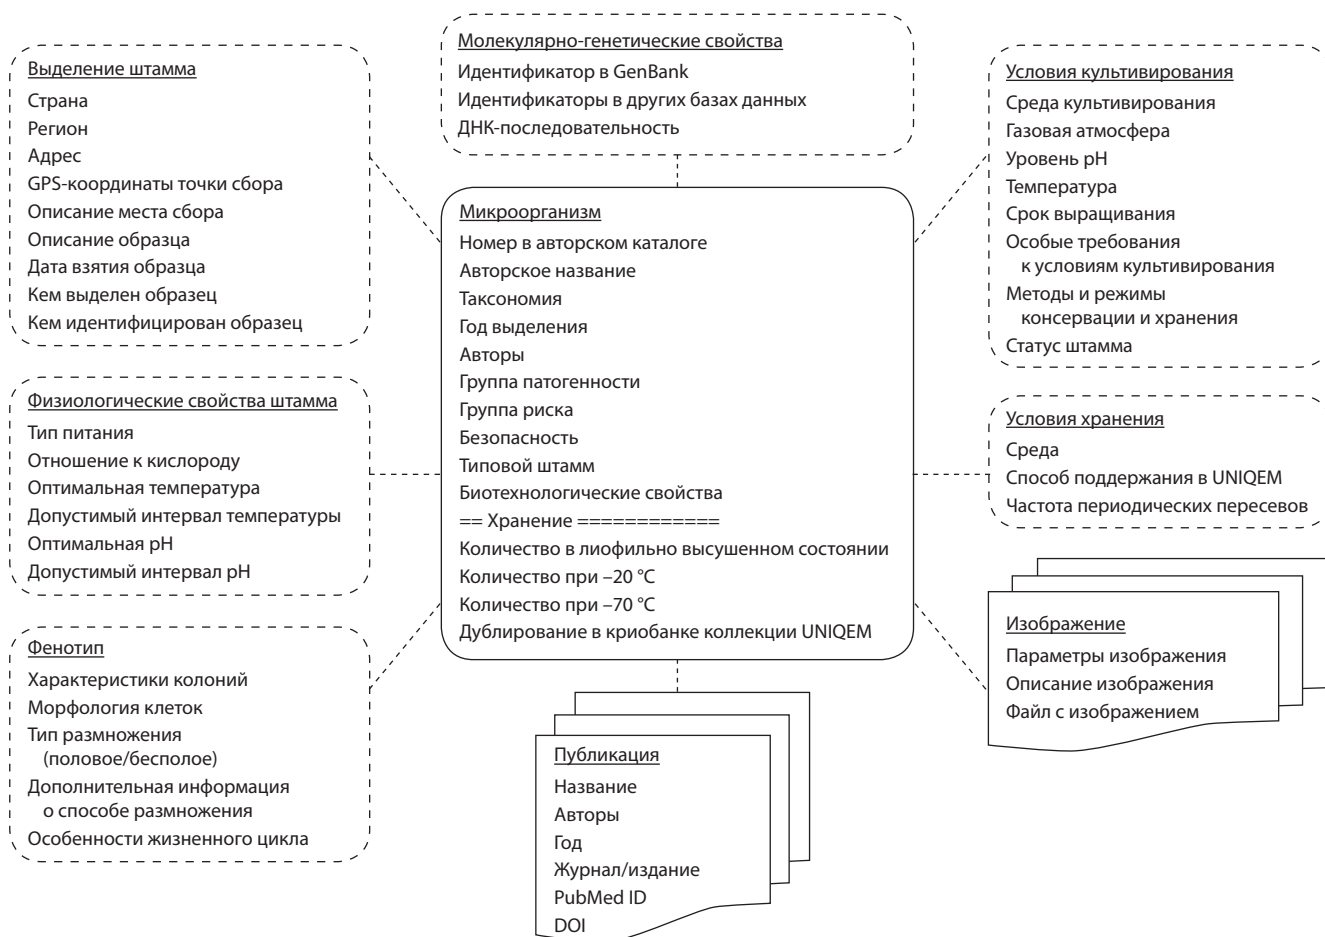 Молекулярно-генетические свойства
Идентификатор в GenBank
Идентификаторы в других базах данных
ДНК-последовательность
Выделение штамма
Страна
Регион
Адрес
GPS-координаты точки сбора
Описание места сбора
Описание образца
Дата взятия образца
Кем выделен образец
Кем идентифицирован образец
Условия культивирования
Среда культивирования
Газовая атмосфера
Уровень pH
Температура
Срок выращивания
Особые требования
к условиям культивирования
Методы и режимы
консервации и хранения
Статус штамма
Микроорганизм
Номер в авторском каталоге
Авторское название
Таксономия
Год выделения
Авторы
Группа патогенности
Группа риска
Безопасность
Типовой штамм
Биотехнологические свойства
== Хранение ============
Количество в лиофильно высушенном состоянии
Количество при –20 °C
Количество при –70 °C
Дублирование в криобанке коллекции UNIQEM
Физиологические свойства штамма
Тип питания
Отношение к кислороду
Оптимальная температура
Допустимый интервал температуры
Оптимальная pH
Допустимый интервал pH
Условия хранения
Среда
Способ поддержания в UNIQEM
Частота периодических пересевов
Фенотип
Характеристики колоний
Морфология клеток
Тип размножения
(половое/бесполое)
Дополнительная информация
о способе размножения
Особенности жизненного цикла
Изображение
Параметры изображения
Описание изображения
Файл с изображением
Публикация
Название
Авторы
Год
Журнал/издание
PubMed ID
DOI